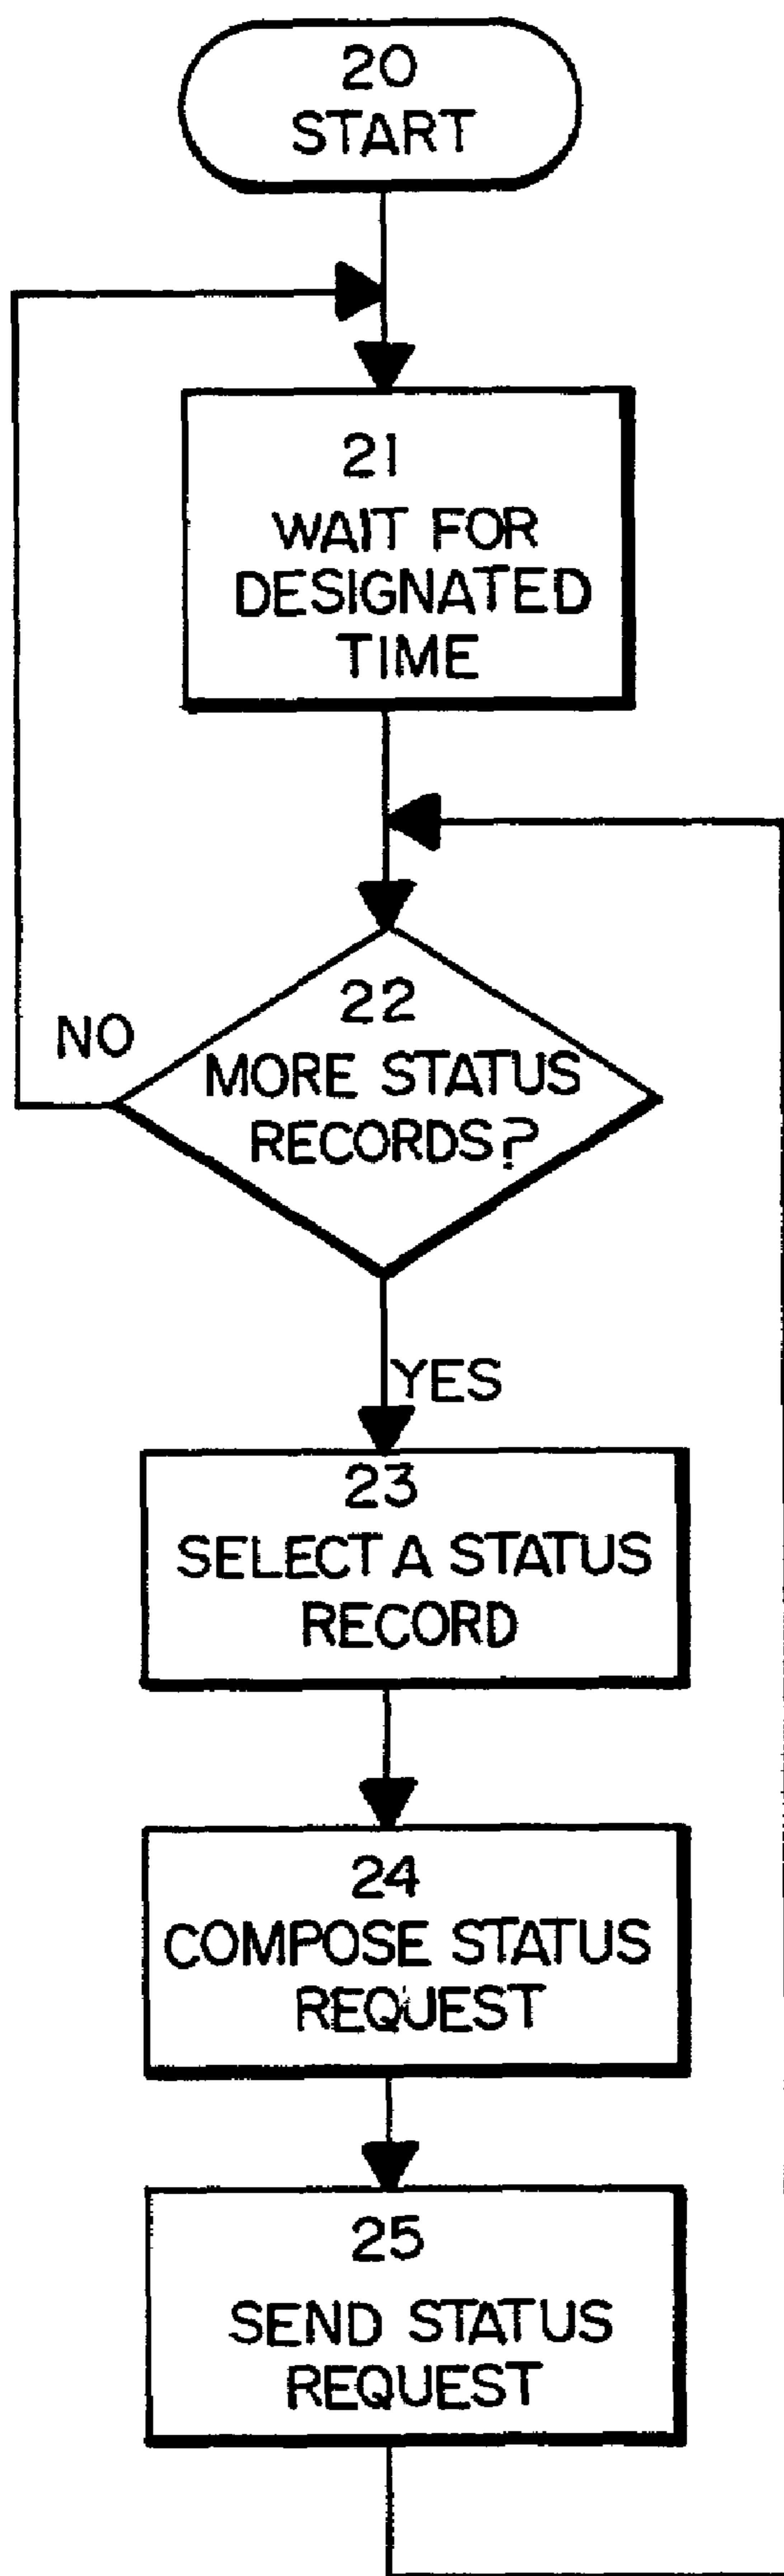 20
START
21
WAIT FOR
DESIGNATED
TIME
22
MORE STATUS
RECORDS?
NO
YES
23
SELECT A STATUS
RECORD
24
COMPOSE STATUS
REQUEST
25
SEND STATUS
REQUEST